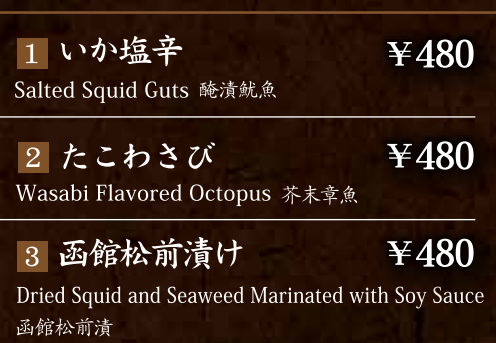 1 いか塩辛 ￥480
Salted Squid Guts 醃漬魷魚
2 たこわさび ￥480
Wasabi Flavored Octopus 芥末章魚
3 函館松前漬け ￥480
Dried Squid and Seaweed Marinated with Soy Sauce
函館松前漬